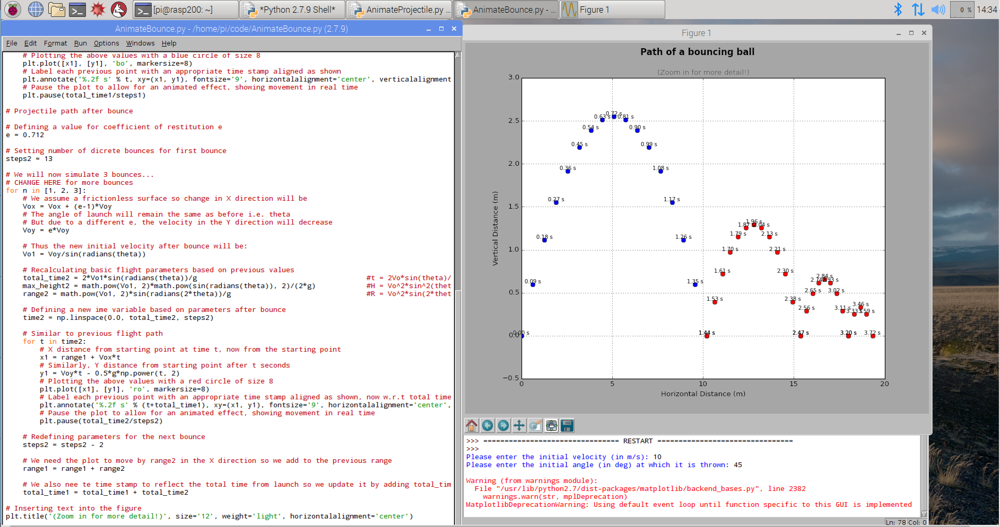 [pi@rasp200: ~]
*Python 2.7.9 Shell*
AnimateProjectile.py ...
AnimateBounce.py - ...
Figure 1
0 %
14:34
AnimateBounce.py - /home/pi/code/AnimateBounce.py (2.7.9)
File Edit Format Run Options Windows Help
# Plotting the above values with a blue circle of size 8
plt.plot([x1], [y1], 'bo', markersize=8)
# Label each previous point with an appropriate time stamp aligned as shown
plt.annotate('%.2f s' % t, xy=(x1, y1), fontsize='9', horizontalalignment='center', verticalalignment
# Pause the plot to allow for an animated effect, showing movement in real time
plt.pause(total_time1/steps1)
# Projectile path after bounce
# Defining a value for coefficient of restitution e
e = 0.712
# Setting number of dicrete bounces for first bounce
steps2 = 13
# We will now simulate 3 bounces...
# CHANGE HERE for more bounces
for n in [1, 2, 3]:
# We assume a frictionless surface so change in X direction will be
Vox = Vox + (e-1)*Voy
# The angle of launch will remain the same as before i.e. theta
# But due to a different e, the velocity in the Y direction will decrease
Voy = e*Voy
# Thus the new initial velocity after bounce will be:
Vo1 = Voy/sin(radians(theta))
# Recalculating basic flight parameters based on previous values
total_time2 = 2*Vo1*sin(radians(theta))/g #t = 2Vo*sin(theta)/
max_height2 = math.pow(Vo1, 2)*math.pow(sin(radians(theta)), 2)/(2*g) #H = Vo^2*sin^2(thet
range2 = math.pow(Vo1, 2)*sin(radians(2*theta))/g #R = Vo^2*sin(2*thet
# Defining a new ime variable based on parameters after bounce
time2 = np.linspace(0.0, total_time2, steps2)
# Similar to previous flight path
for t in time2:
# X distance from starting point at time t, now from the starting point
x1 = range1 + Vox*t
# Similarly, Y distance from starting point after t seconds
y1 = Voy*t - 0.5*g*np.power(t, 2)
# Plotting the above values with a red circle of size 8
plt.plot([x1], [y1], 'ro', markersize=8)
# Label each previous point with an appropriate time stamp aligned as shown, now w.r.t total time
plt.annotate('%.2f s' % (t+total_time1), xy=(x1, y1), fontsize='9', horizontalalignment='center',
# Pause the plot to allow for an animated effect, showing movement in real time
plt.pause(total_time2/steps2)
# Redefining parameters for the next bounce
steps2 = steps2 - 2
# We need the plot to move by range2 in the X direction so we add to the previous range
range1 = range1 + range2
# We also nee te time stamp to reflect the total time from launch so we update it by adding total_tim
total_time1 = total_time1 + total_time2
# Inserting text into the figure
plt.title('(Zoom in for more detail!)', size='12', weight='light', horizontalalignment='center')
Figure 1
Path of a bouncing ball
(Zoom in for more detail!)
3.0
2.5
2.0
1.5
1.0
0.5
0.0
−0.5
Vertical Distance (m)
0.00 s
0.09 s
0.18 s
0.27 s
0.36 s
0.45 s
0.54 s
0.63 s
0.72 s
0.81 s
0.90 s
0.99 s
1.08 s
1.17 s
1.26 s
1.35 s
1.44 s
1.53 s
1.61 s
1.70 s
1.79 s
1.87 s
1.96 s
2.04 s
2.13 s
2.21 s
2.30 s
2.38 s
2.47 s
2.56 s
2.65 s
2.74 s
2.84 s
2.93 s
3.02 s
3.11 s
3.20 s
3.33 s
3.46 s
3.59 s
3.72 s
0 5 10 15 20
Horizontal Distance (m)
>>> ================================ RESTART ================================
>>>
Please enter the initial velocity (in m/s): 10
Please enter the initial angle (in deg) at which it is thrown: 45
Warning (from warnings module):
File "/usr/lib/python2.7/dist-packages/matplotlib/backend_bases.py", line 2382
warnings.warn(str, mplDeprecation)
MatplotlibDeprecationWarning: Using default event loop until function specific to this GUI is implemented
Ln: 78 Col: 0